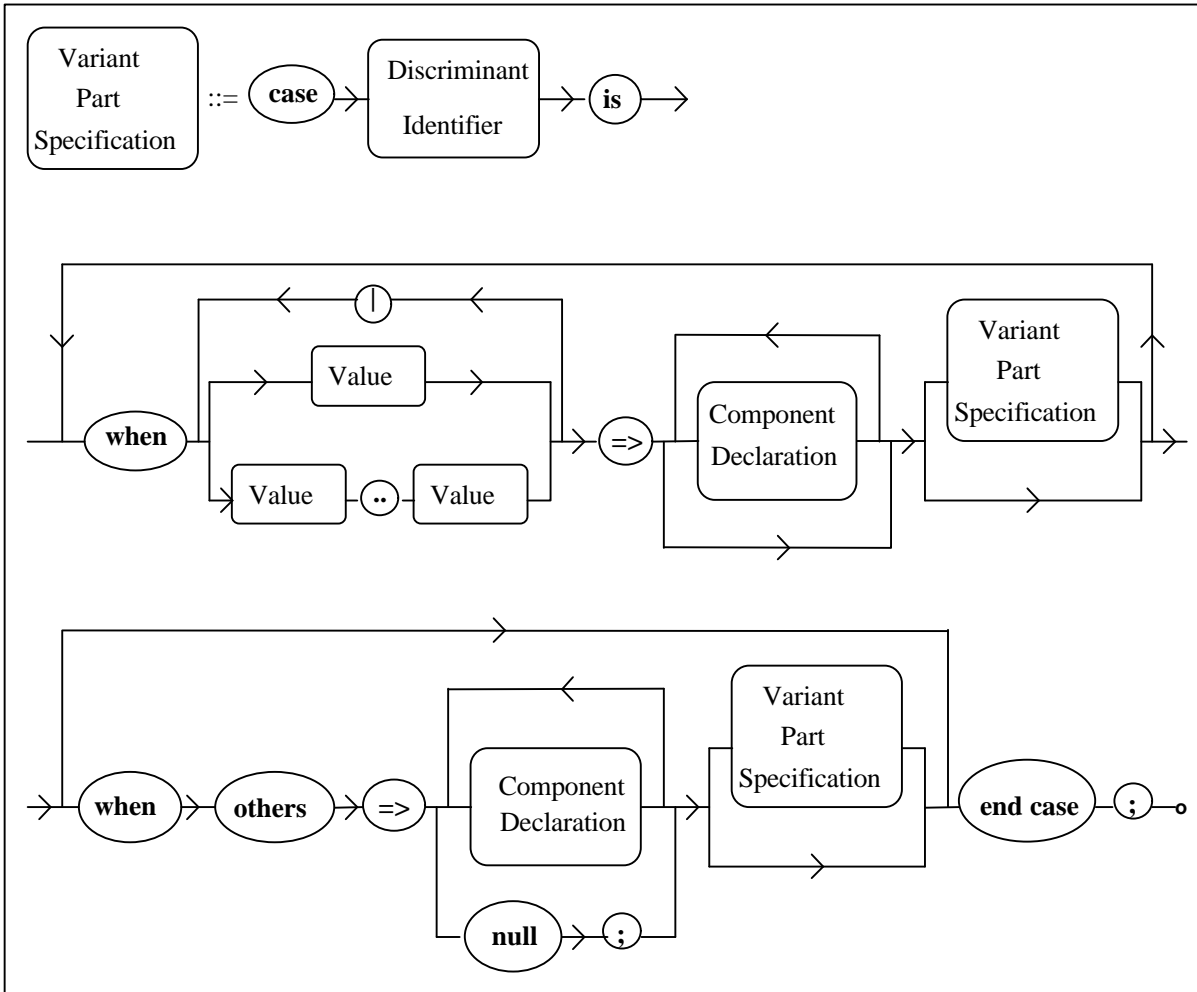 Variant
Part
Specification
::=
case
Discriminant
Identifier
is
|
Value
Value
..
Value
when
=>
Component
Declaration
Variant
Part
Specification
when
others
=>
Component
Declaration
null
;
Variant
Part
Specification
end case
;